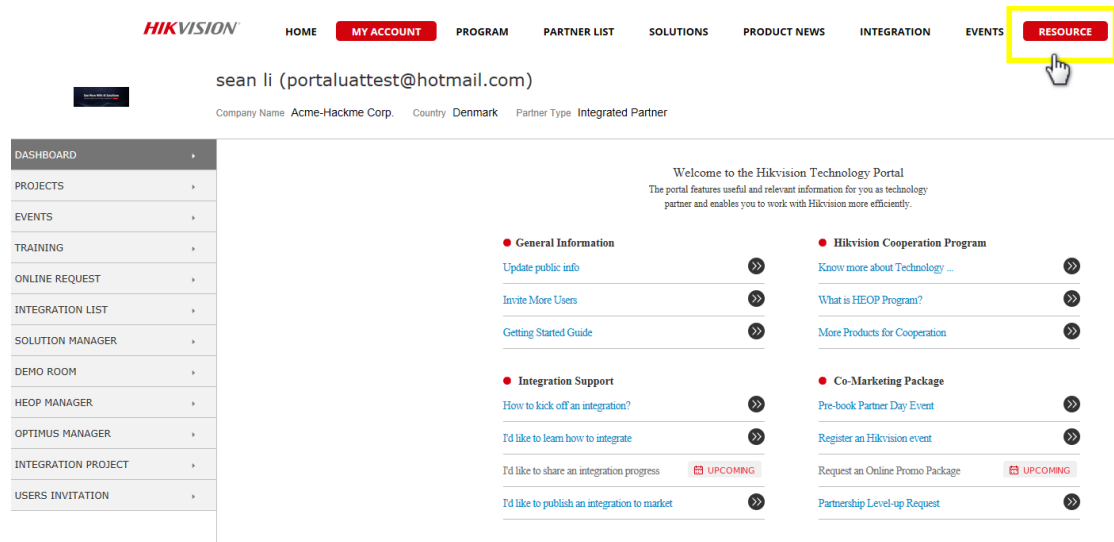 HIKVISION
HOME MY ACCOUNT PROGRAM PARTNER LIST SOLUTIONS PRODUCT NEWS INTEGRATION EVENTS RESOURCE
sean li (portaluattest@hotmail.com)
Company Name Acme-Hackme Corp. Country Denmark Partner Type Integrated Partner
DASHBOARD
PROJECTS
EVENTS
TRAINING
ONLINE REQUEST
INTEGRATION LIST
SOLUTION MANAGER
DEMO ROOM
HEOP MANAGER
OPTIMUS MANAGER
INTEGRATION PROJECT
USERS INVITATION
Welcome to the Hikvision Technology Portal
The portal features useful and relevant information for you as technology
partner and enables you to work with Hikvision more efficiently.
General Information
Update public info
Invite More Users
Getting Started Guide
Hikvision Cooperation Program
Know more about Technology ...
What is HEOP Program?
More Products for Cooperation
Integration Support
How to kick off an integration?
I'd like to learn how to integrate
I'd like to share an integration progress UPCOMING
I'd like to publish an integration to market
Co-Marketing Package
Pre-book Partner Day Event
Register an Hikvision event
Request an Online Promo Package UPCOMING
Partnership Level-up Request